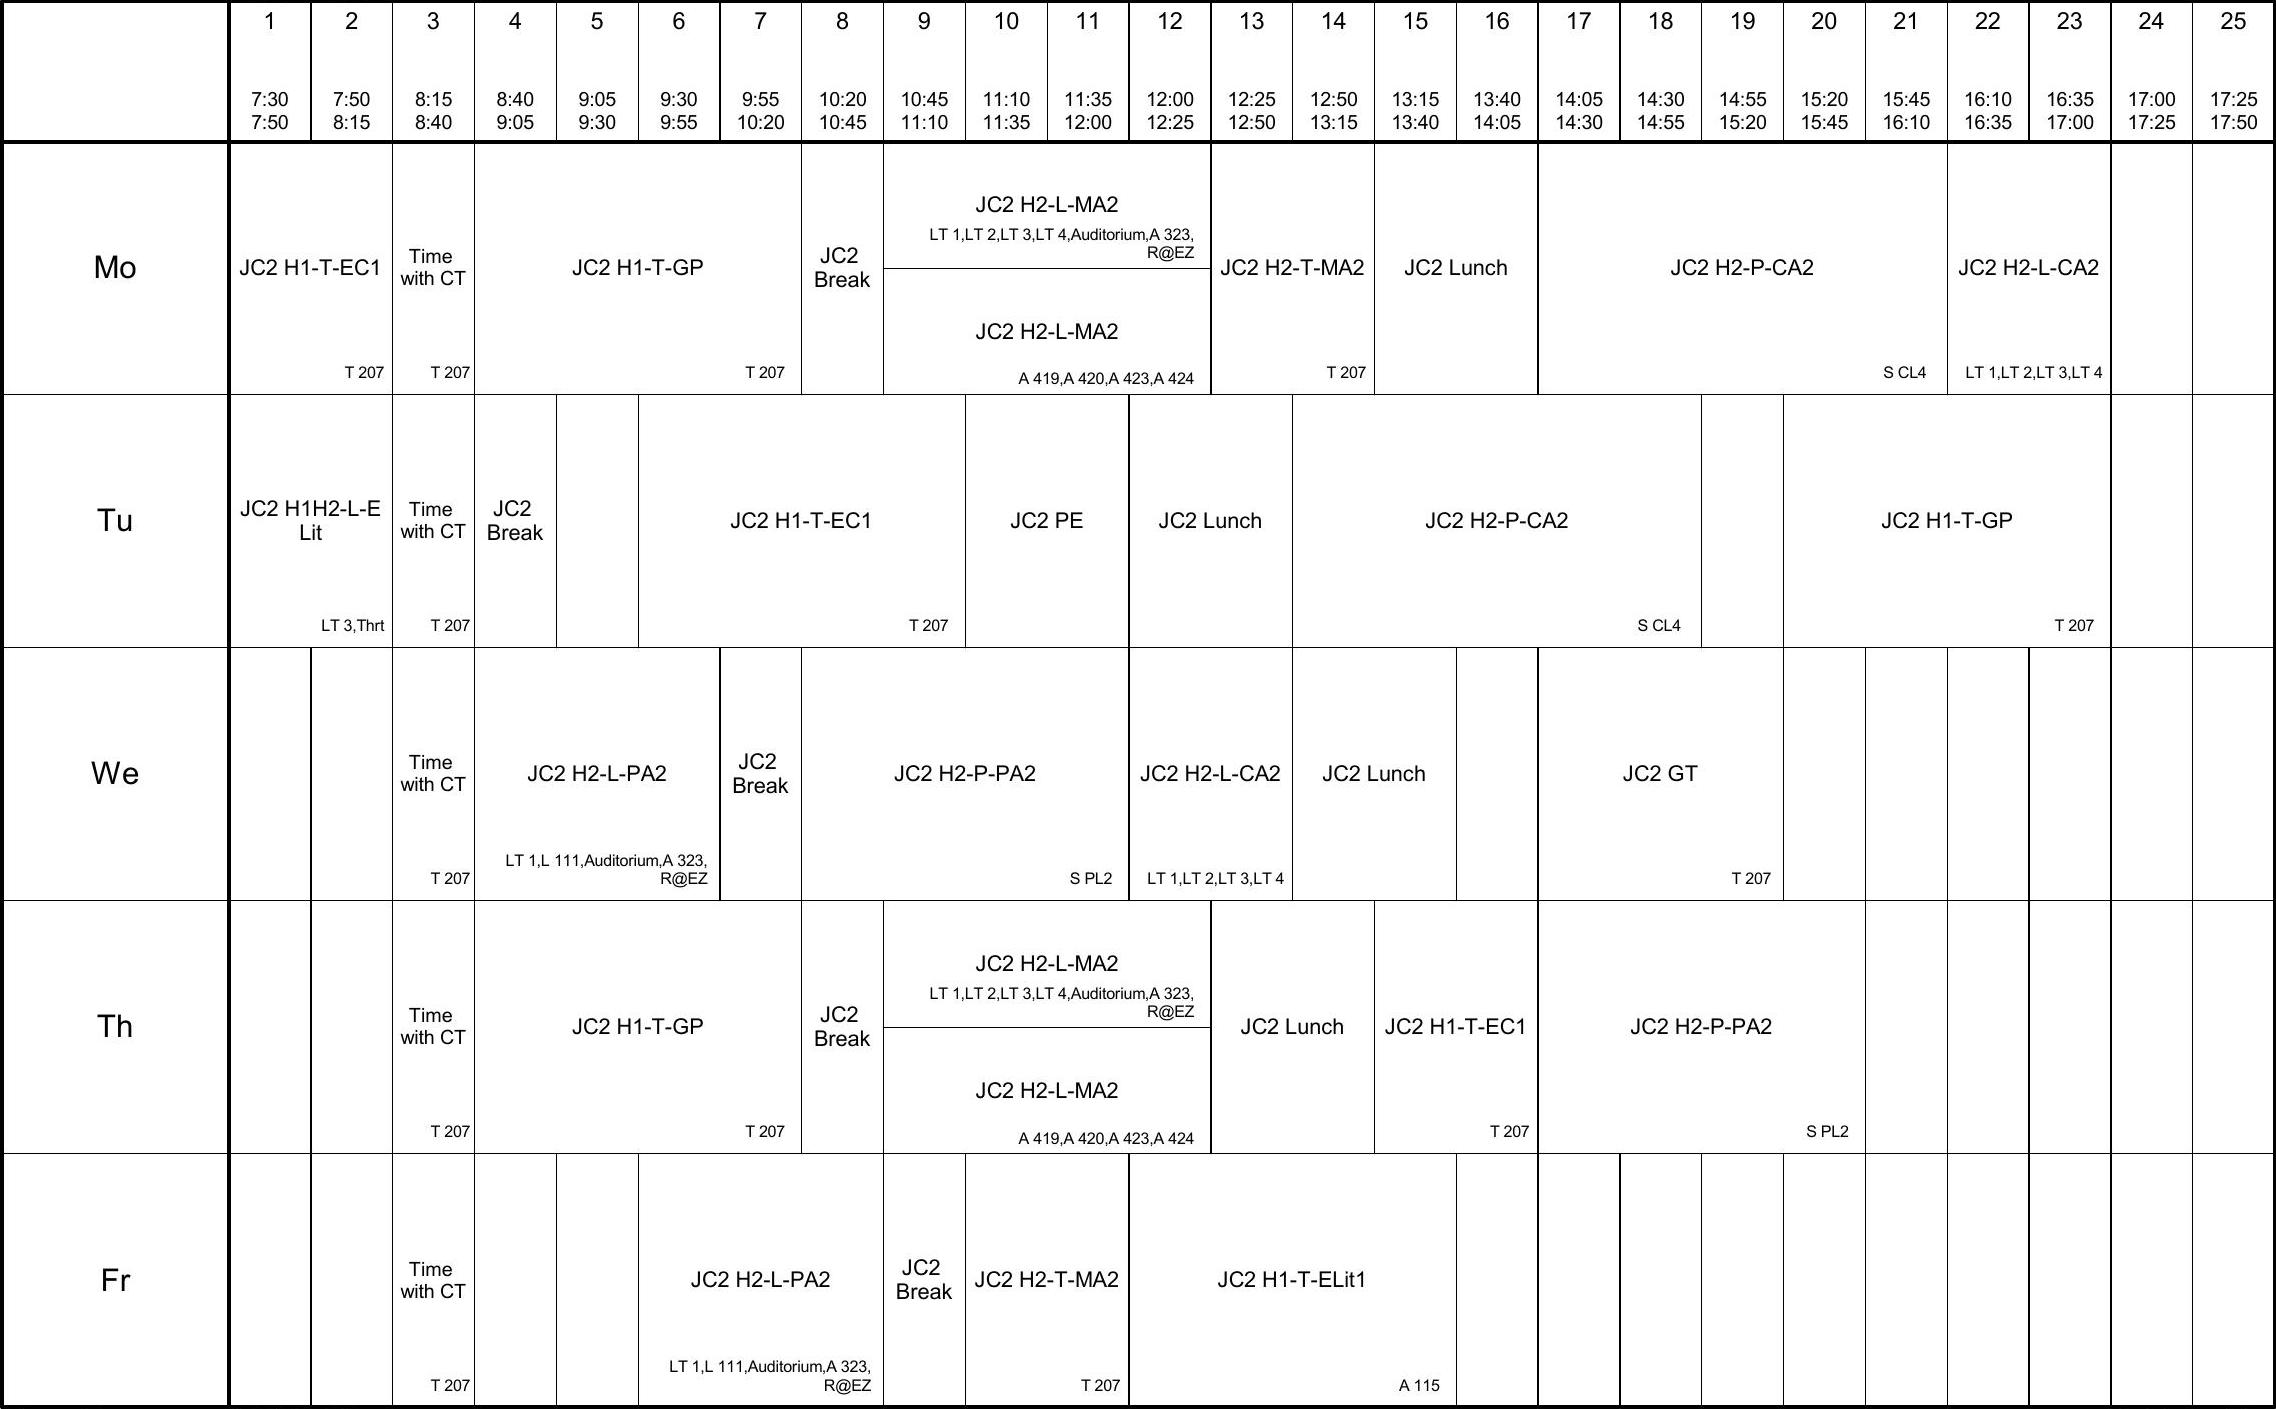 1 2 3 4 5 6 7 8 9 10 11 12 13 14 15 16 17 18 19 20 21 22 23 24 25
7:30 7:50 8:15 8:40 9:05 9:30 9:55 10:20 10:45 11:10 11:35 12:00 12:25 12:50 13:15 13:40 14:05 14:30 14:55 15:20 15:45 16:10 16:35 17:00 17:25
7:50 8:15 8:40 9:05 9:30 9:55 10:20 10:45 11:10 11:35 12:00 12:25 12:50 13:15 13:40 14:05 14:30 14:55 15:20 15:45 16:10 16:35 17:00 17:25 17:50
Mo
JC2 H1-T-EC1
T 207
Time
with CT
T 207
JC2 H1-T-GP
T 207
JC2
Break
JC2 H2-L-MA2
LT 1,LT 2,LT 3,LT 4,Auditorium,A 323,
R@EZ
JC2 H2-L-MA2
A 419,A 420,A 423,A 424
JC2 H2-T-MA2
T 207
JC2 Lunch
JC2 H2-P-CA2
S CL4
JC2 H2-L-CA2
LT 1,LT 2,LT 3,LT 4
Tu
JC2 H1H2-L-E
Lit
LT 3,Thrt
Time
with CT
T 207
JC2
Break
JC2 H1-T-EC1
T 207
JC2 PE
JC2 Lunch
JC2 H2-P-CA2
S CL4
JC2 H1-T-GP
T 207
We
Time
with CT
T 207
JC2 H2-L-PA2
LT 1,L 111,Auditorium,A 323,
R@EZ
JC2
Break
JC2 H2-P-PA2
S PL2
JC2 H2-L-CA2
LT 1,LT 2,LT 3,LT 4
JC2 Lunch
JC2 GT
T 207
Th
Time
with CT
T 207
JC2 H1-T-GP
T 207
JC2
Break
JC2 H2-L-MA2
LT 1,LT 2,LT 3,LT 4,Auditorium,A 323,
R@EZ
JC2 H2-L-MA2
A 419,A 420,A 423,A 424
JC2 Lunch
JC2 H1-T-EC1
T 207
JC2 H2-P-PA2
S PL2
Fr
Time
with CT
T 207
JC2 H2-L-PA2
LT 1,L 111,Auditorium,A 323,
R@EZ
JC2
Break
JC2 H2-T-MA2
T 207
JC2 H1-T-ELit1
A 115